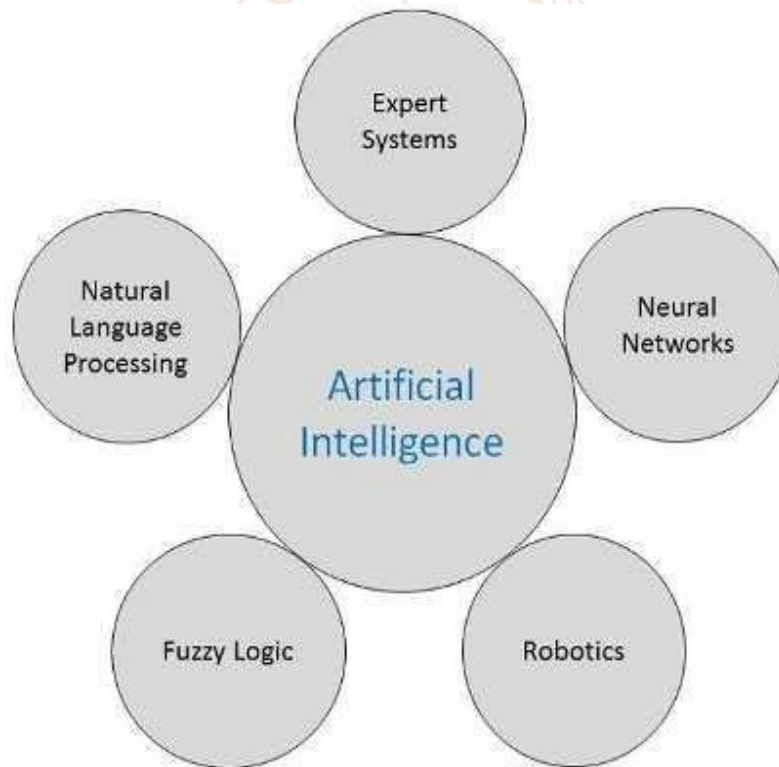 Expert
Systems
Natural
Language
Processing
Neural
Networks
Artificial
Intelligence
Fuzzy Logic
Robotics